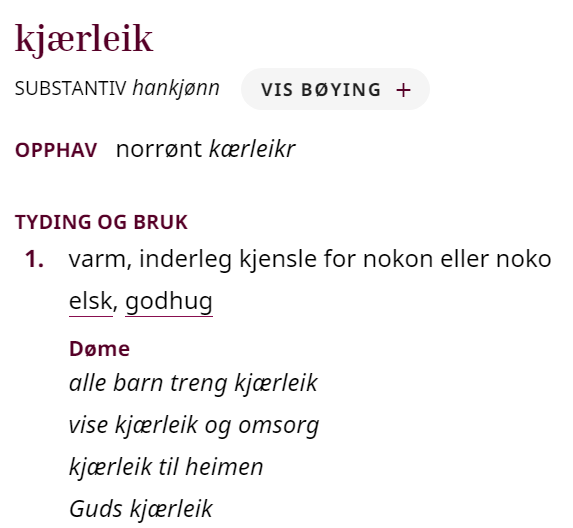 kjærleik
SUBSTANTIV hankjønn VIS BØYING +
OPPHAV norrønt kærleikr
TYDING OG BRUK
1. varm, inderleg kjensle for nokon eller noko
elsk, godhug
Døme
alle barn treng kjærleik
vise kjærleik og omsorg
kjærleik til heimen
Guds kjærleik